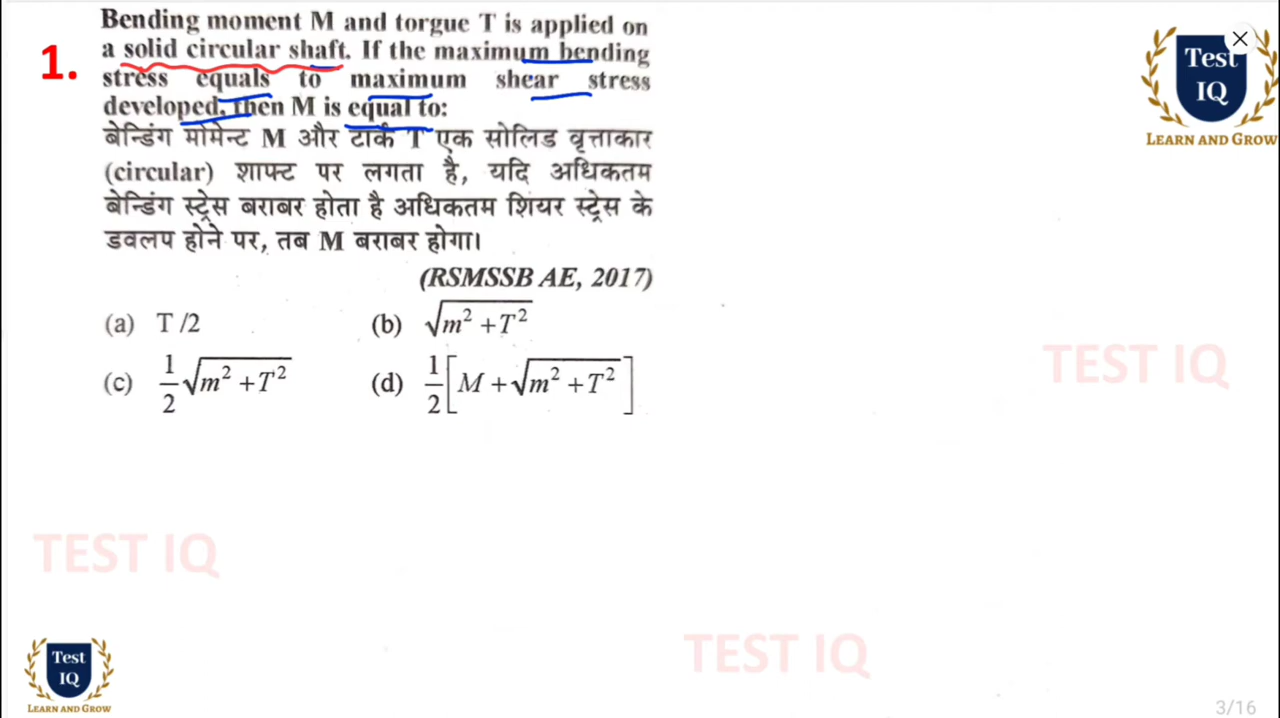 1.
Bending moment M and torgue T is applied on
a solid circular shaft. If the maximum bending
stress equals to maximum shear stress
developed, then M is equal to:
बेन्डिंग मोमेन्ट M और टार्क T एक सोलिड वृत्ताकार
(circular) शाफ्ट पर लगता है, यदि अधिकतम
बेन्डिंग स्ट्रेस बराबर होता है अधिकतम शियर स्ट्रेस के
डवलप होने पर, तब M बराबर होगा।
(RSMSSB AE, 2017)
(a) T/2 (b) √(m² + T²)
(c) 1/2 √(m² + T²) (d) 1/2 [M + √(m² + T²)]
Test
IQ
LEARN AND GROW
TEST IQ
TEST IQ
TEST IQ
Test
IQ
LEARN AND GROW
3/16